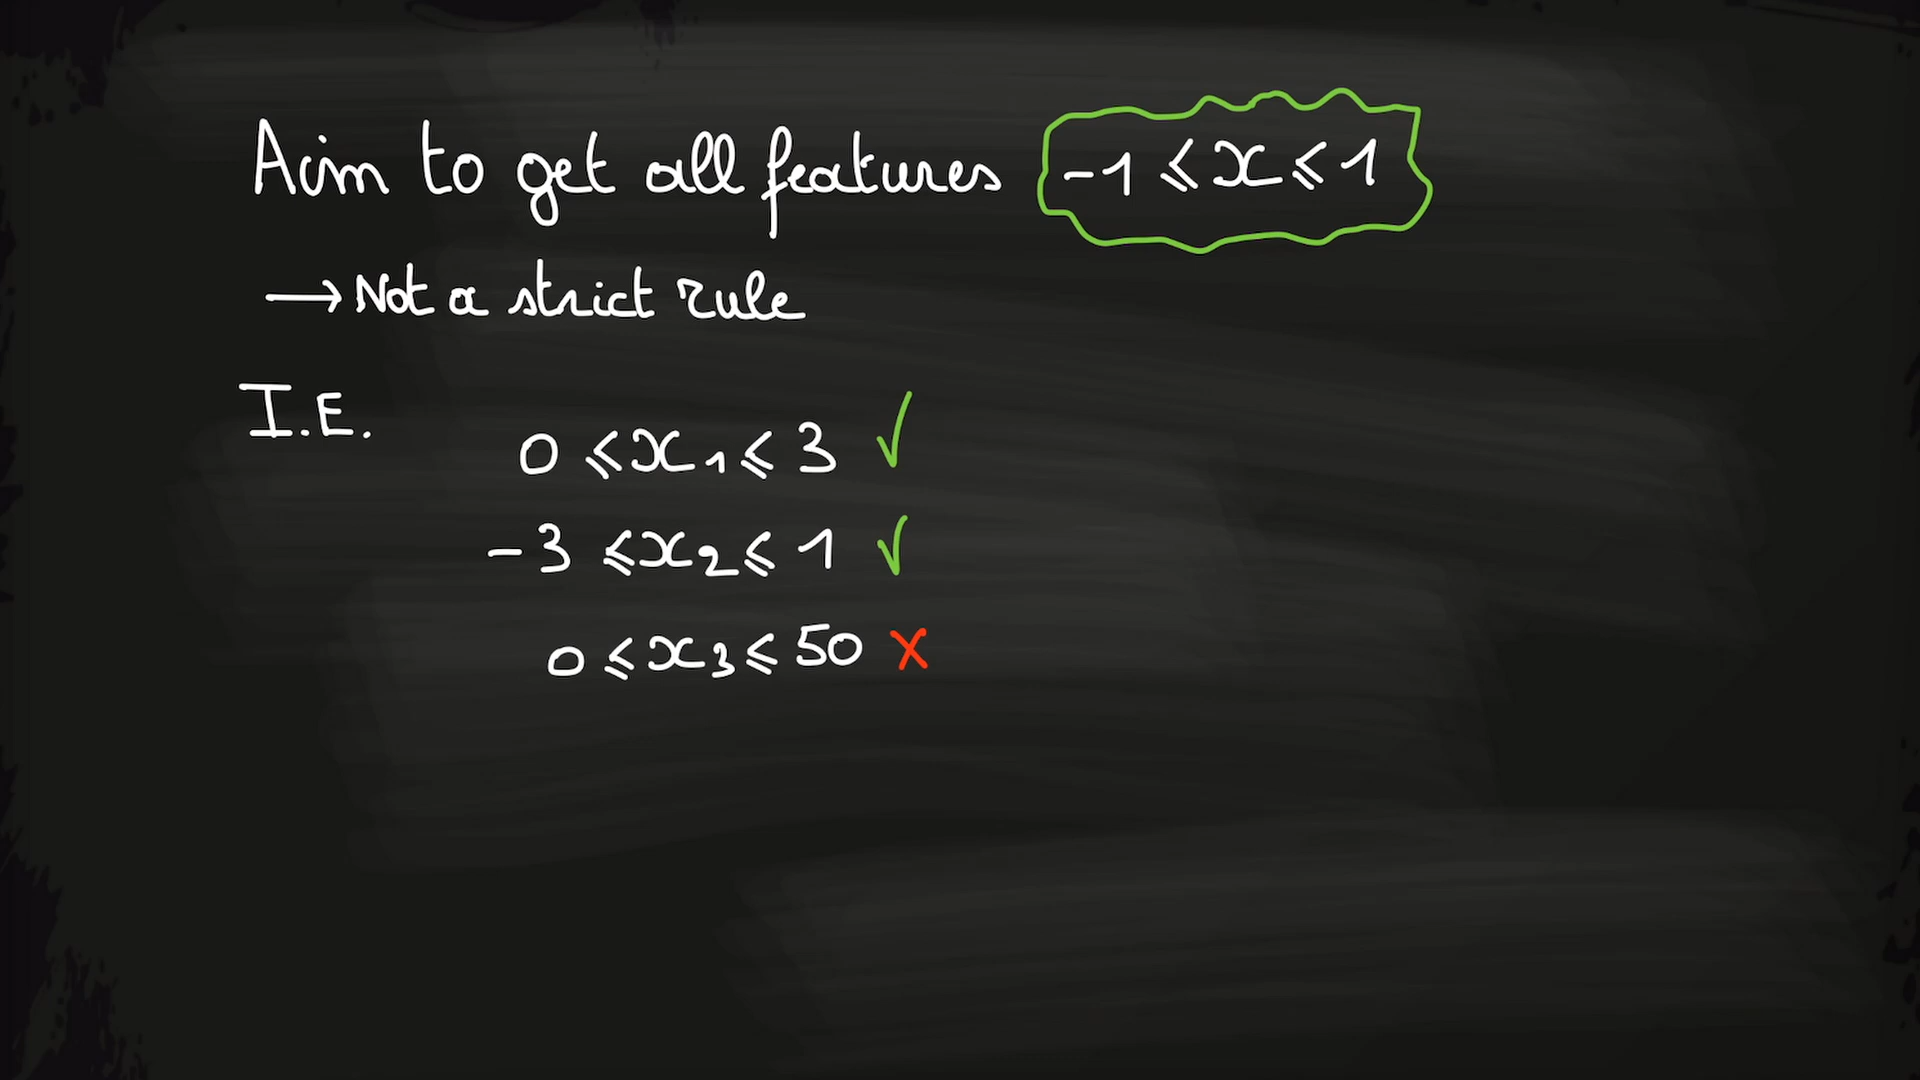 Aim to get all features -1 ⩽ x ⩽ 1
→ Not a strict rule
I.E.
0 ⩽ x₁ ⩽ 3 ✓
-3 ⩽ x₂ ⩽ 1 ✓
0 ⩽ x₃ ⩽ 50 X